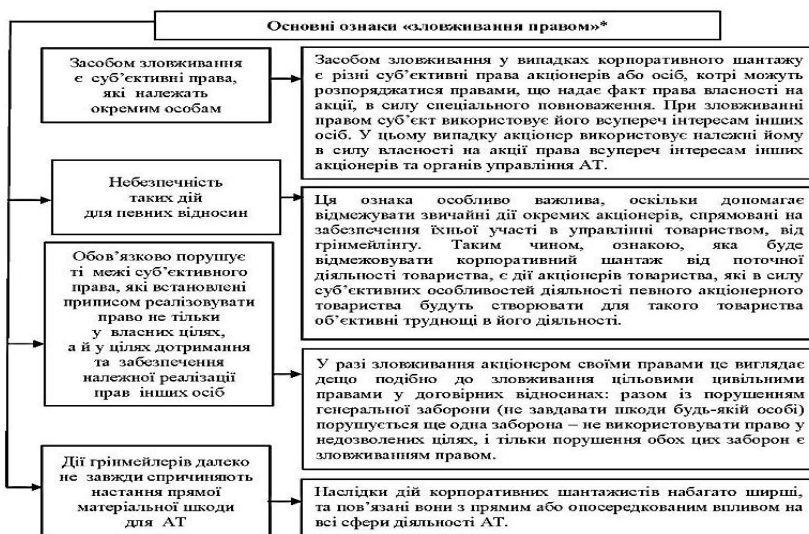 Основні ознаки «зловживання правом»*
Засобом зловживання
є суб’єктивні права,
які належать
окремим особам
Засобом зловживання у випадках корпоративного шантажу
є різні суб’єктивні права акціонерів або осіб, котрі можуть
розпоряджатися правами, що надає факт права власності на
акції, в силу спеціального повноваження. При зловживанні
правом суб’єкт використовує його всупереч інтересам інших
осіб. У цьому випадку акціонер використовує належні йому
в силу власності на акції права всупереч інтересам інших
акціонерів та органів управління АТ.
Небезпечність
таких дій
для певних відносин
Ця ознака особливо важлива, оскільки допомагає
відмежувати звичайні дії окремих акціонерів, спрямовані на
забезпечення їхньої участі в управлінні товариством, від
грінмейлінгу. Таким чином, ознакою, яка буде
відмежовувати корпоративний шантаж від поточної
діяльності товариства, є дії акціонерів товариства, які в силу
суб’єктивних особливостей діяльності певного акціонерного
товариства будуть створювати для такого товариства
об’єктивні труднощі в його діяльності.
Обов’язково порушує
ті межі суб’єктивного
права, які встановлені
приписом реалізовувати
право не тільки
у власних цілях,
а й у цілях дотримання
та забезпечення
належної реалізації
прав інших осіб
У разі зловживання акціонером своїми правами це виглядає
дещо подібно до зловживання цільовими цивільними
правами у договірних відносинах: разом із порушенням
генеральної заборони (не завдавати шкоди будь-якій особі)
порушується ще одна заборона – не використовувати право у
недозволених цілях, і тільки порушення обох цих заборон є
зловживанням правом.
Дії грінмейлерів далеко
не завжди спричиняють
настання прямої
матеріальної шкоди
для АТ
Наслідки дій корпоративних шантажистів набагато ширші,
та пов’язані вони з прямим або опосередкованим впливом на
всі сфери діяльності АТ.